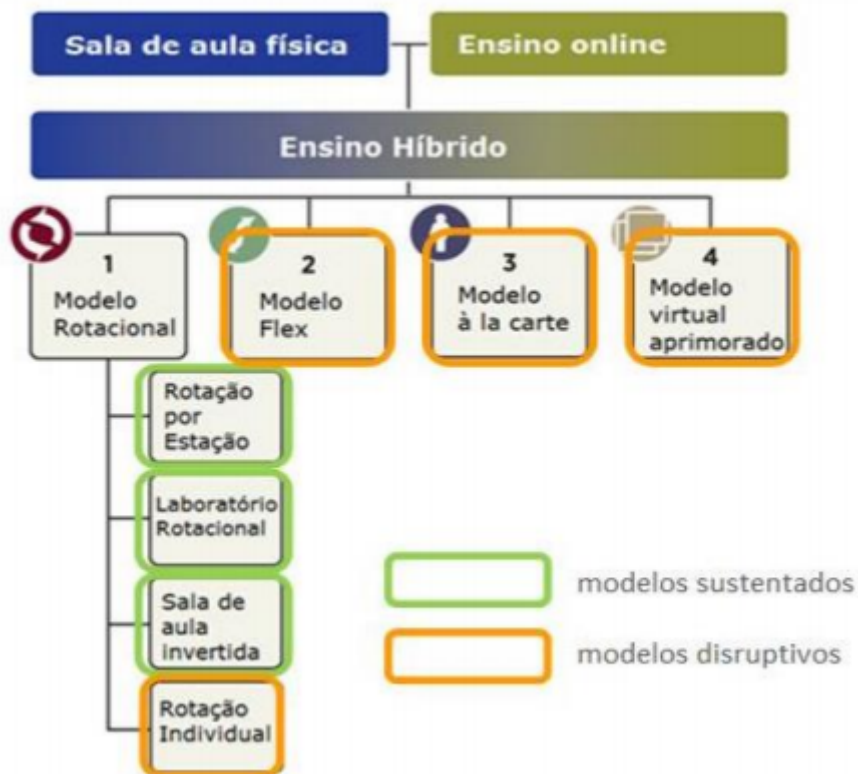 Sala de aula física
Ensino online
Ensino Híbrido
1
Modelo
Rotacional
2
Modelo
Flex
3
Modelo
à la carte
4
Modelo
virtual
aprimorado
Rotação
por
Estação
Laboratório
Rotacional
Sala de
aula
invertida
Rotação
Individual
modelos sustentados
modelos disruptivos